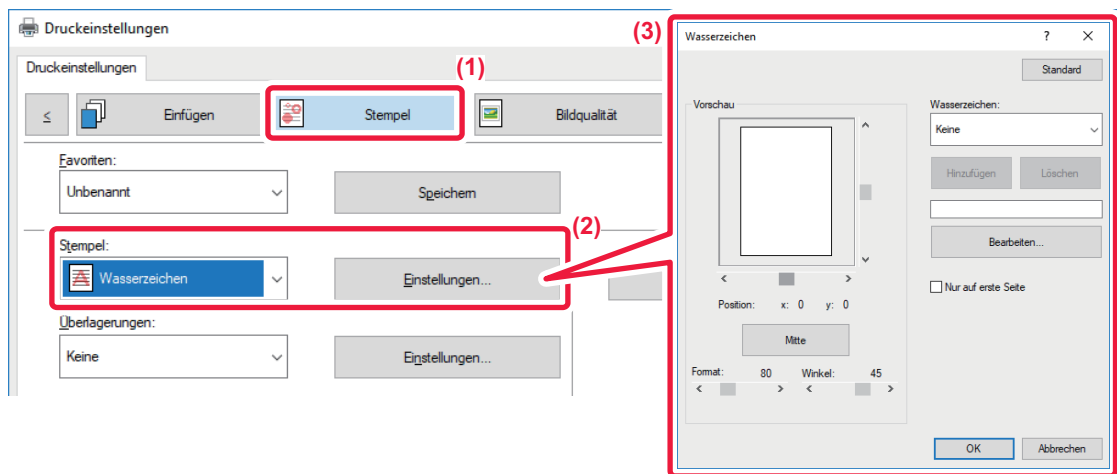 Druckeinstellungen
Druckeinstellungen
(1)
< Einfügen Stempel Bildqualität
Favoriten:
Unbenannt Speichern
(2)
Stempel:
Wasserzeichen Einstellungen...
Überlagerungen:
Keine Einstellungen...
(3)
Wasserzeichen ? ×
Standard
Vorschau
Wasserzeichen:
Keine
Hinzufügen Löschen
Bearbeiten...
Nur auf erste Seite
Position: x: 0 y: 0
Mitte
Format: 80 Winkel: 45
OK Abbrechen